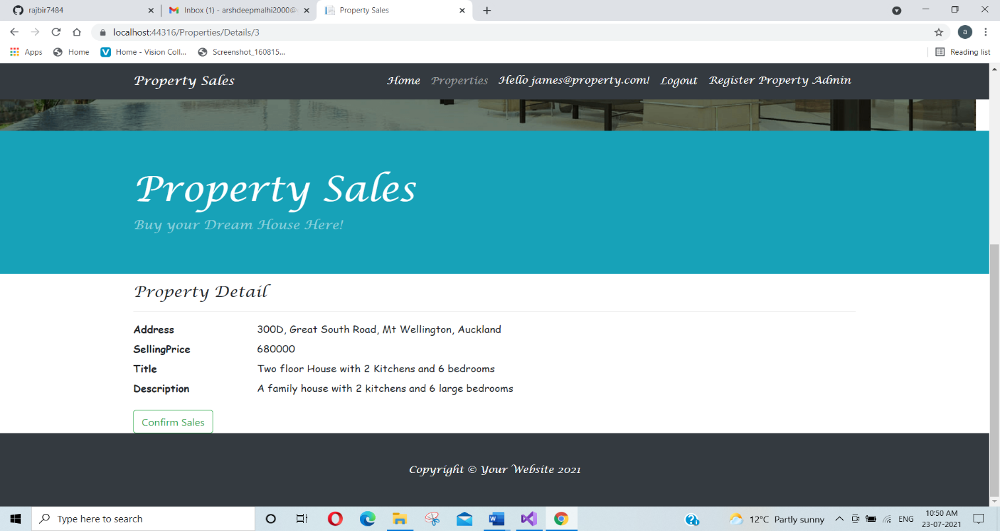 rajbir7484
Inbox (1) - arshdeepmalhi2000@
Property Sales
localhost:44316/Properties/Details/3
a
Apps
Home
Home - Vision Coll...
Screenshot_160815...
Reading list
Property Sales
Home
Properties
Hello james@property.com!
Logout
Register Property Admin
Property Sales
Buy your Dream House Here!
Property Detail
Address 300D, Great South Road, Mt Wellington, Auckland
SellingPrice 680000
Title Two floor House with 2 Kitchens and 6 bedrooms
Description A family house with 2 kitchens and 6 large bedrooms
Confirm Sales
Copyright © Your Website 2021
Type here to search
12°C Partly sunny
ENG
10:50 AM
23-07-2021